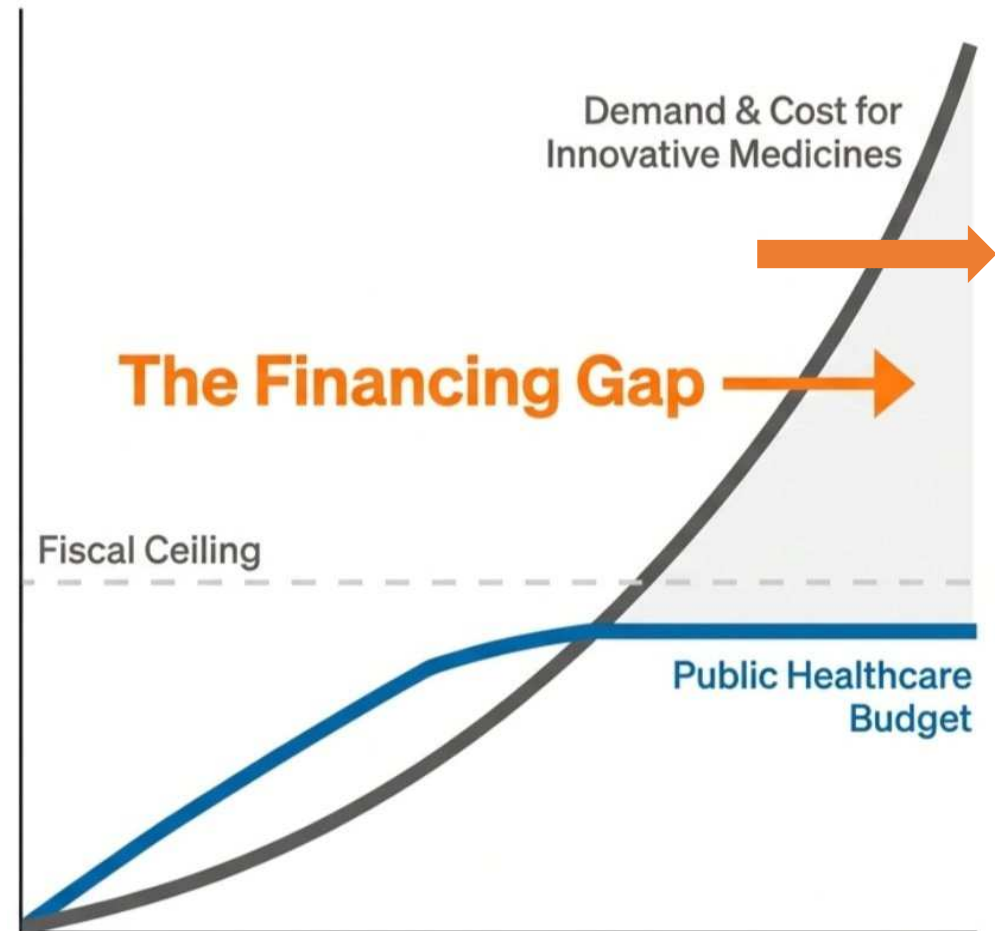 Demand & Cost for
Innovative Medicines
The Financing Gap
Fiscal Ceiling
Public Healthcare
Budget